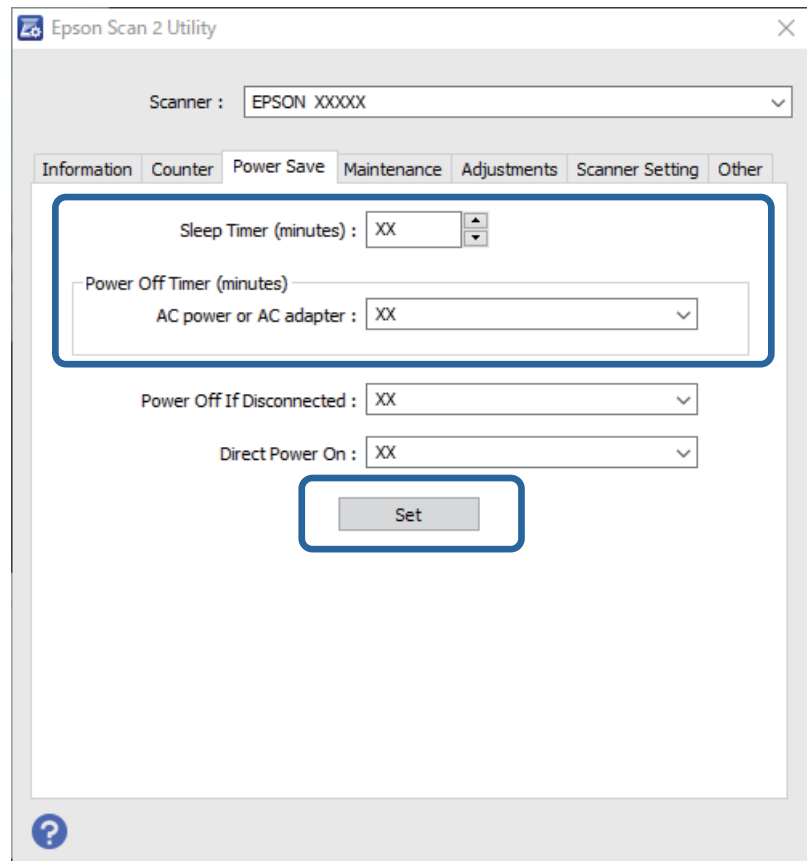 Epson Scan 2 Utility
Scanner : EPSON XXXXX
Information Counter Power Save Maintenance Adjustments Scanner Setting Other
Sleep Timer (minutes) : XX
Power Off Timer (minutes)
AC power or AC adapter : XX
Power Off If Disconnected : XX
Direct Power On : XX
Set
?